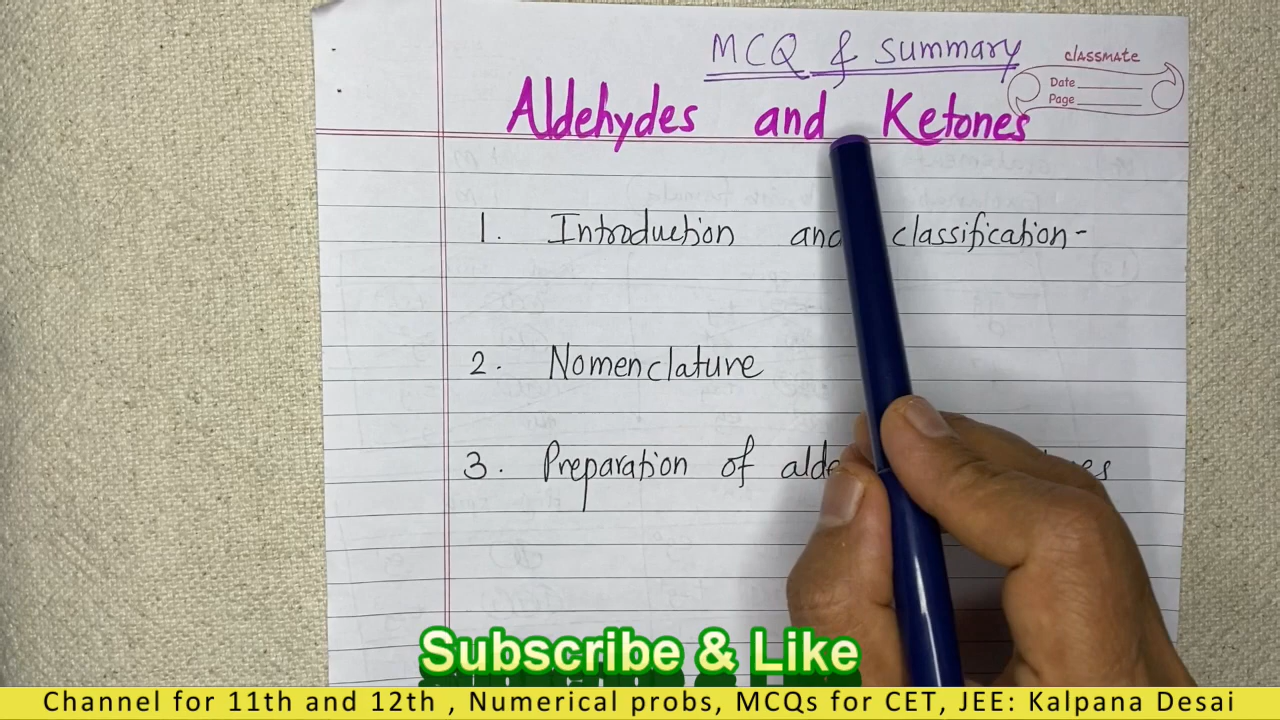 MCQ & Summary
classmate
Date
Page
Aldehydes and Ketones
1. Introduction and classification-
2. Nomenclature
3. Preparation of
Subscribe & Like
Channel for 11th and 12th , Numerical probs, MCQs for CET, JEE: Kalpana Desai